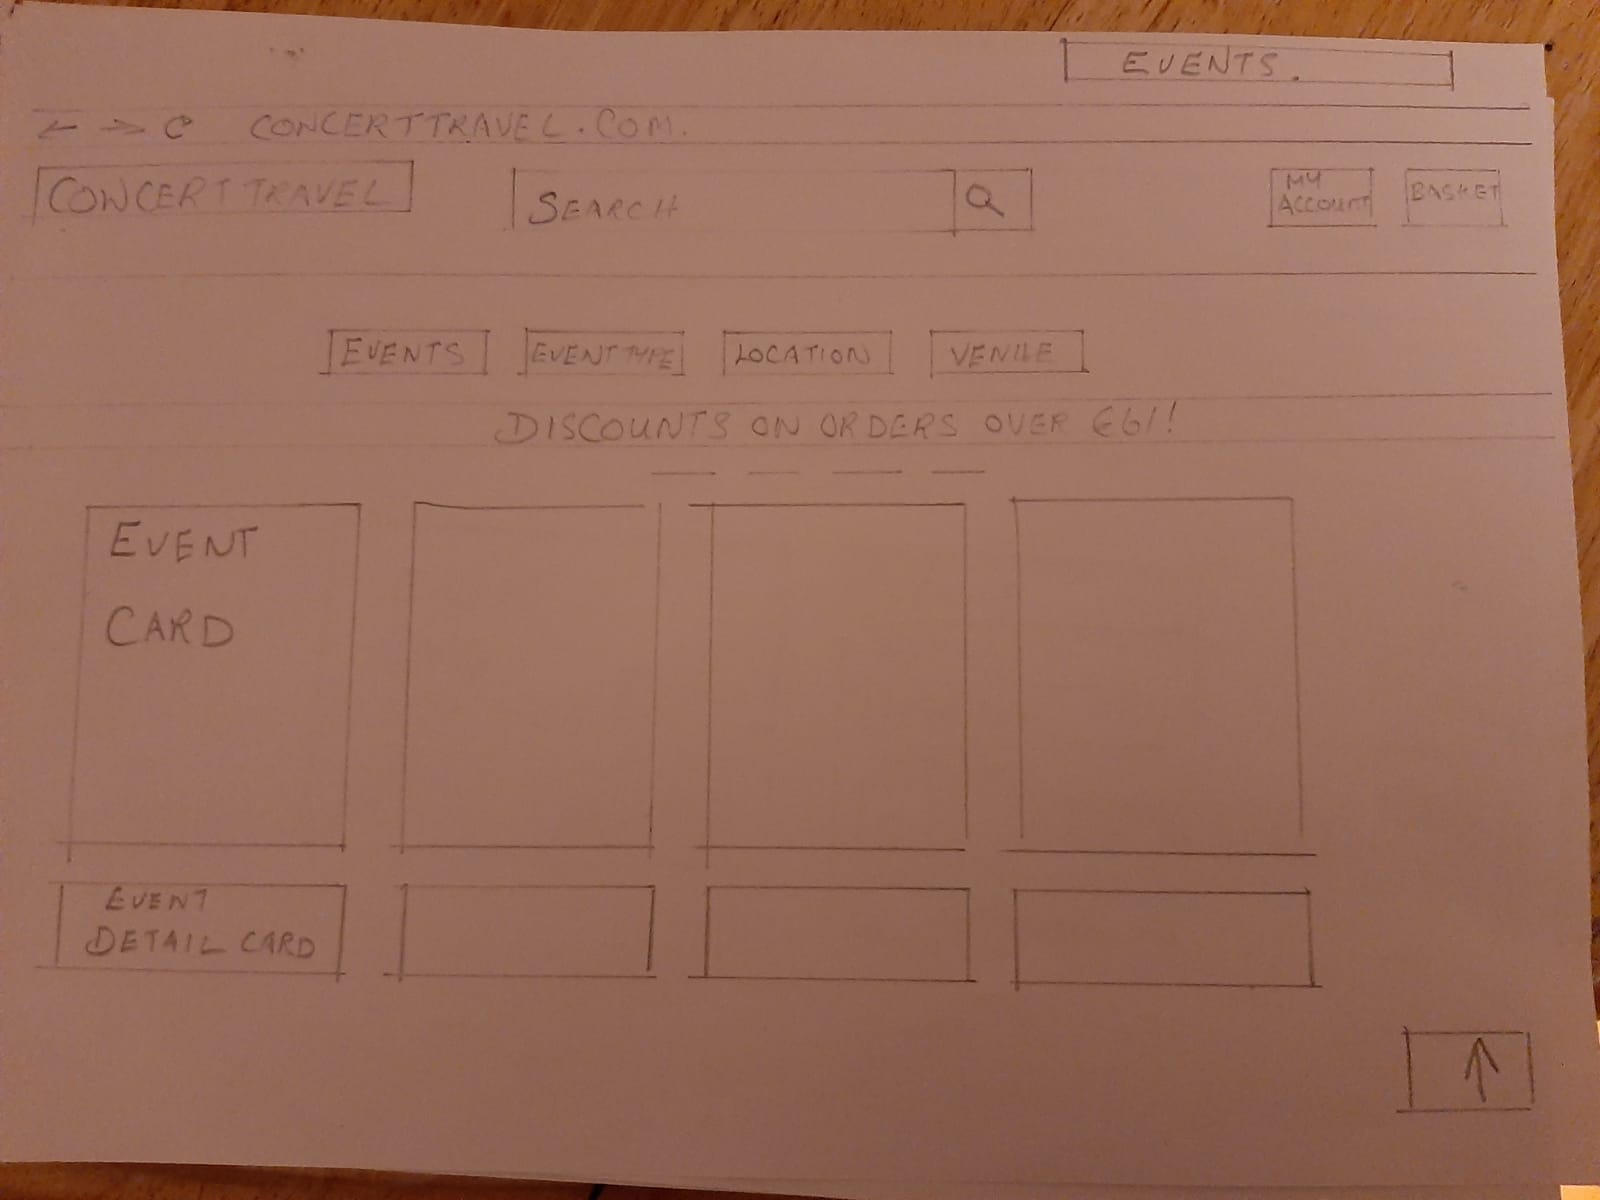 EVENTS.
CONCERTTRAVEL.COM.
CONCERT TRAVEL
SEARCH
MY
ACCOUNT
BASKET
EVENTS
EVENT TYPE
LOCATION
VENUE
DISCOUNTS ON ORDERS OVER €61!
EVENT
CARD
EVENT
DETAIL CARD